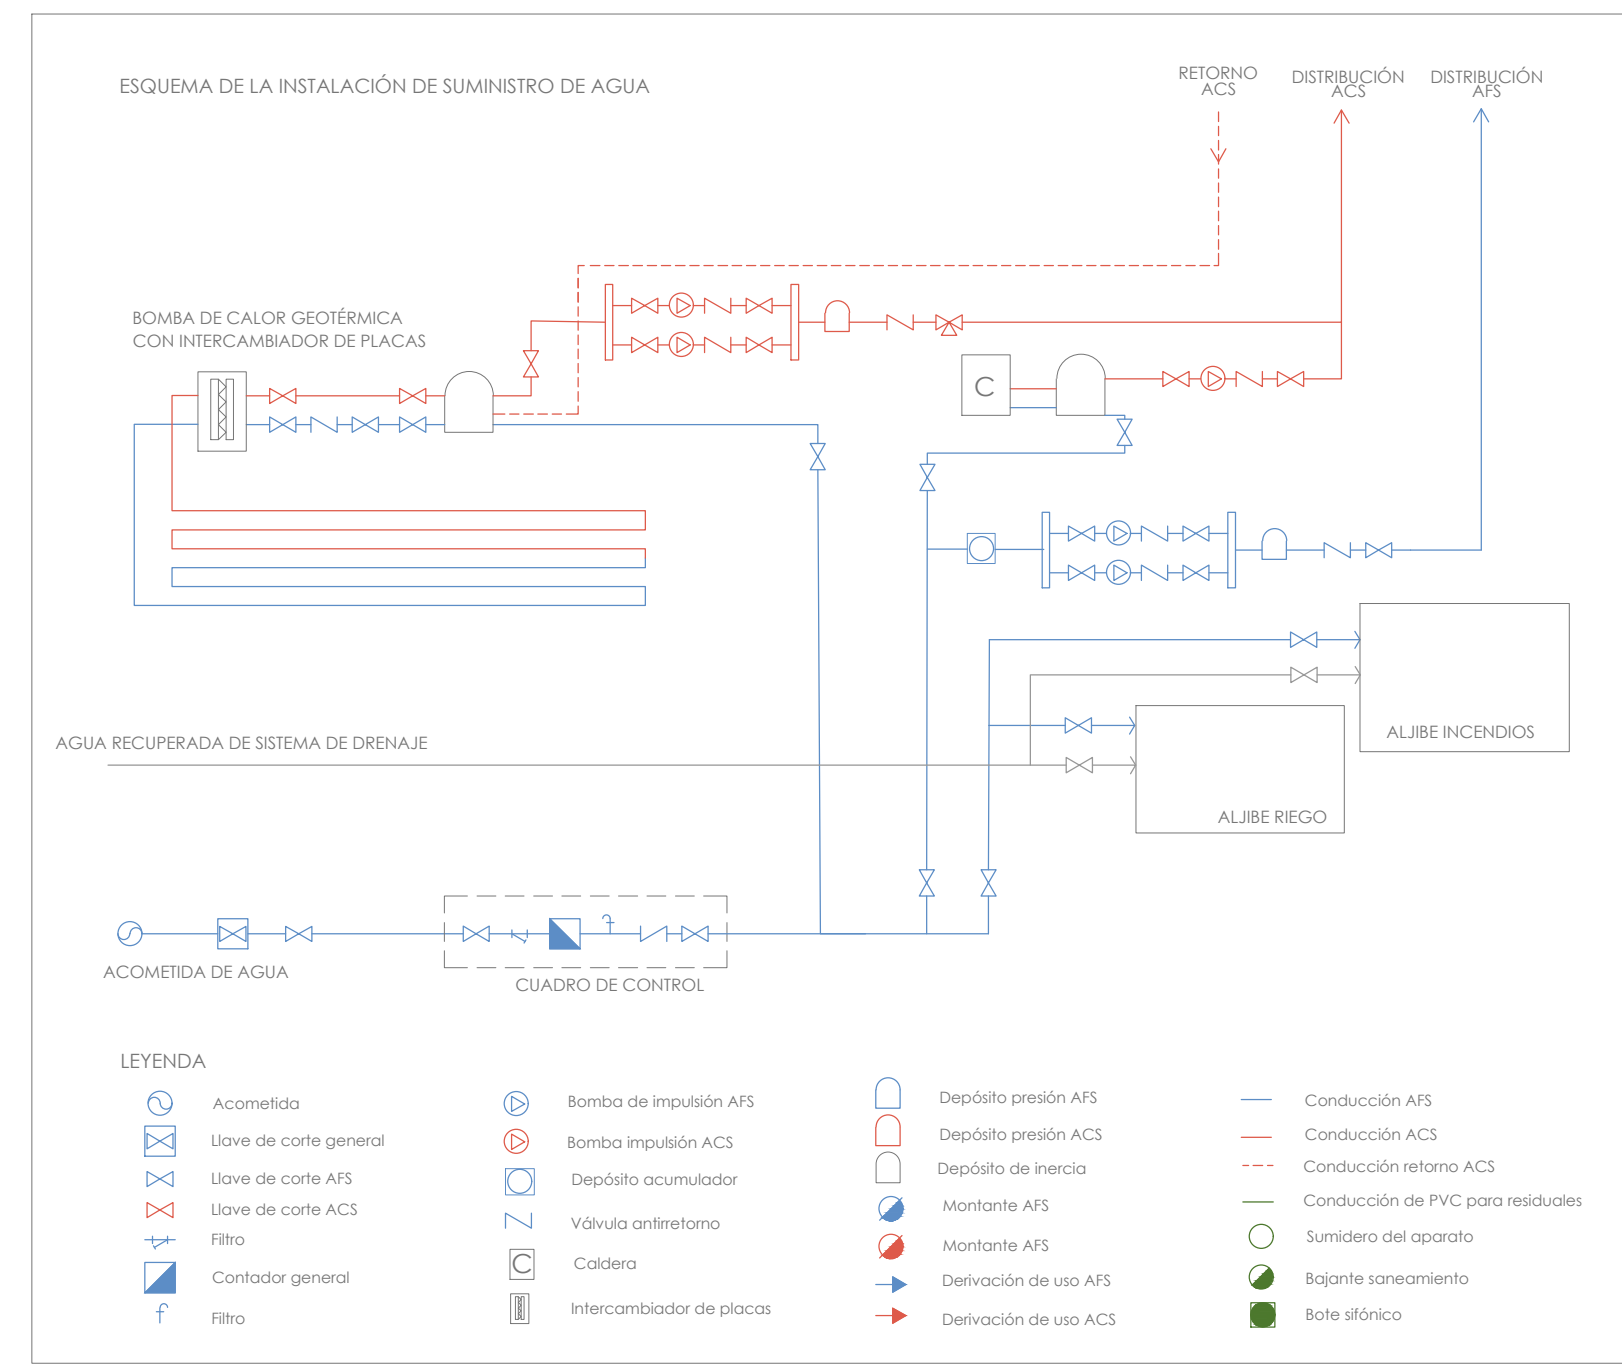 ESQUEMA DE LA INSTALACIÓN DE SUMINISTRO DE AGUA
RETORNO
ACS
DISTRIBUCIÓN
ACS
DISTRIBUCIÓN
AFS
BOMBA DE CALOR GEOTÉRMICA
CON INTERCAMBIADOR DE PLACAS
C
ALJIBE INCENDIOS
AGUA RECUPERADA DE SISTEMA DE DRENAJE
ALJIBE RIEGO
ACOMETIDA DE AGUA
CUADRO DE CONTROL
LEYENDA
Acometida
Llave de corte general
Llave de corte AFS
Llave de corte ACS
Filtro
Contador general
Filtro
Bomba de impulsión AFS
Bomba impulsión ACS
Depósito acumulador
Válvula antirretorno
C
Caldera
Intercambiador de placas
Depósito presión AFS
Depósito presión ACS
Depósito de inercia
Montante AFS
Montante AFS
Derivación de uso AFS
Derivación de uso ACS
Conducción AFS
Conducción ACS
Conducción retorno ACS
Conducción de PVC para residuales
Sumidero del aparato
Bajante saneamiento
Bote sifónico